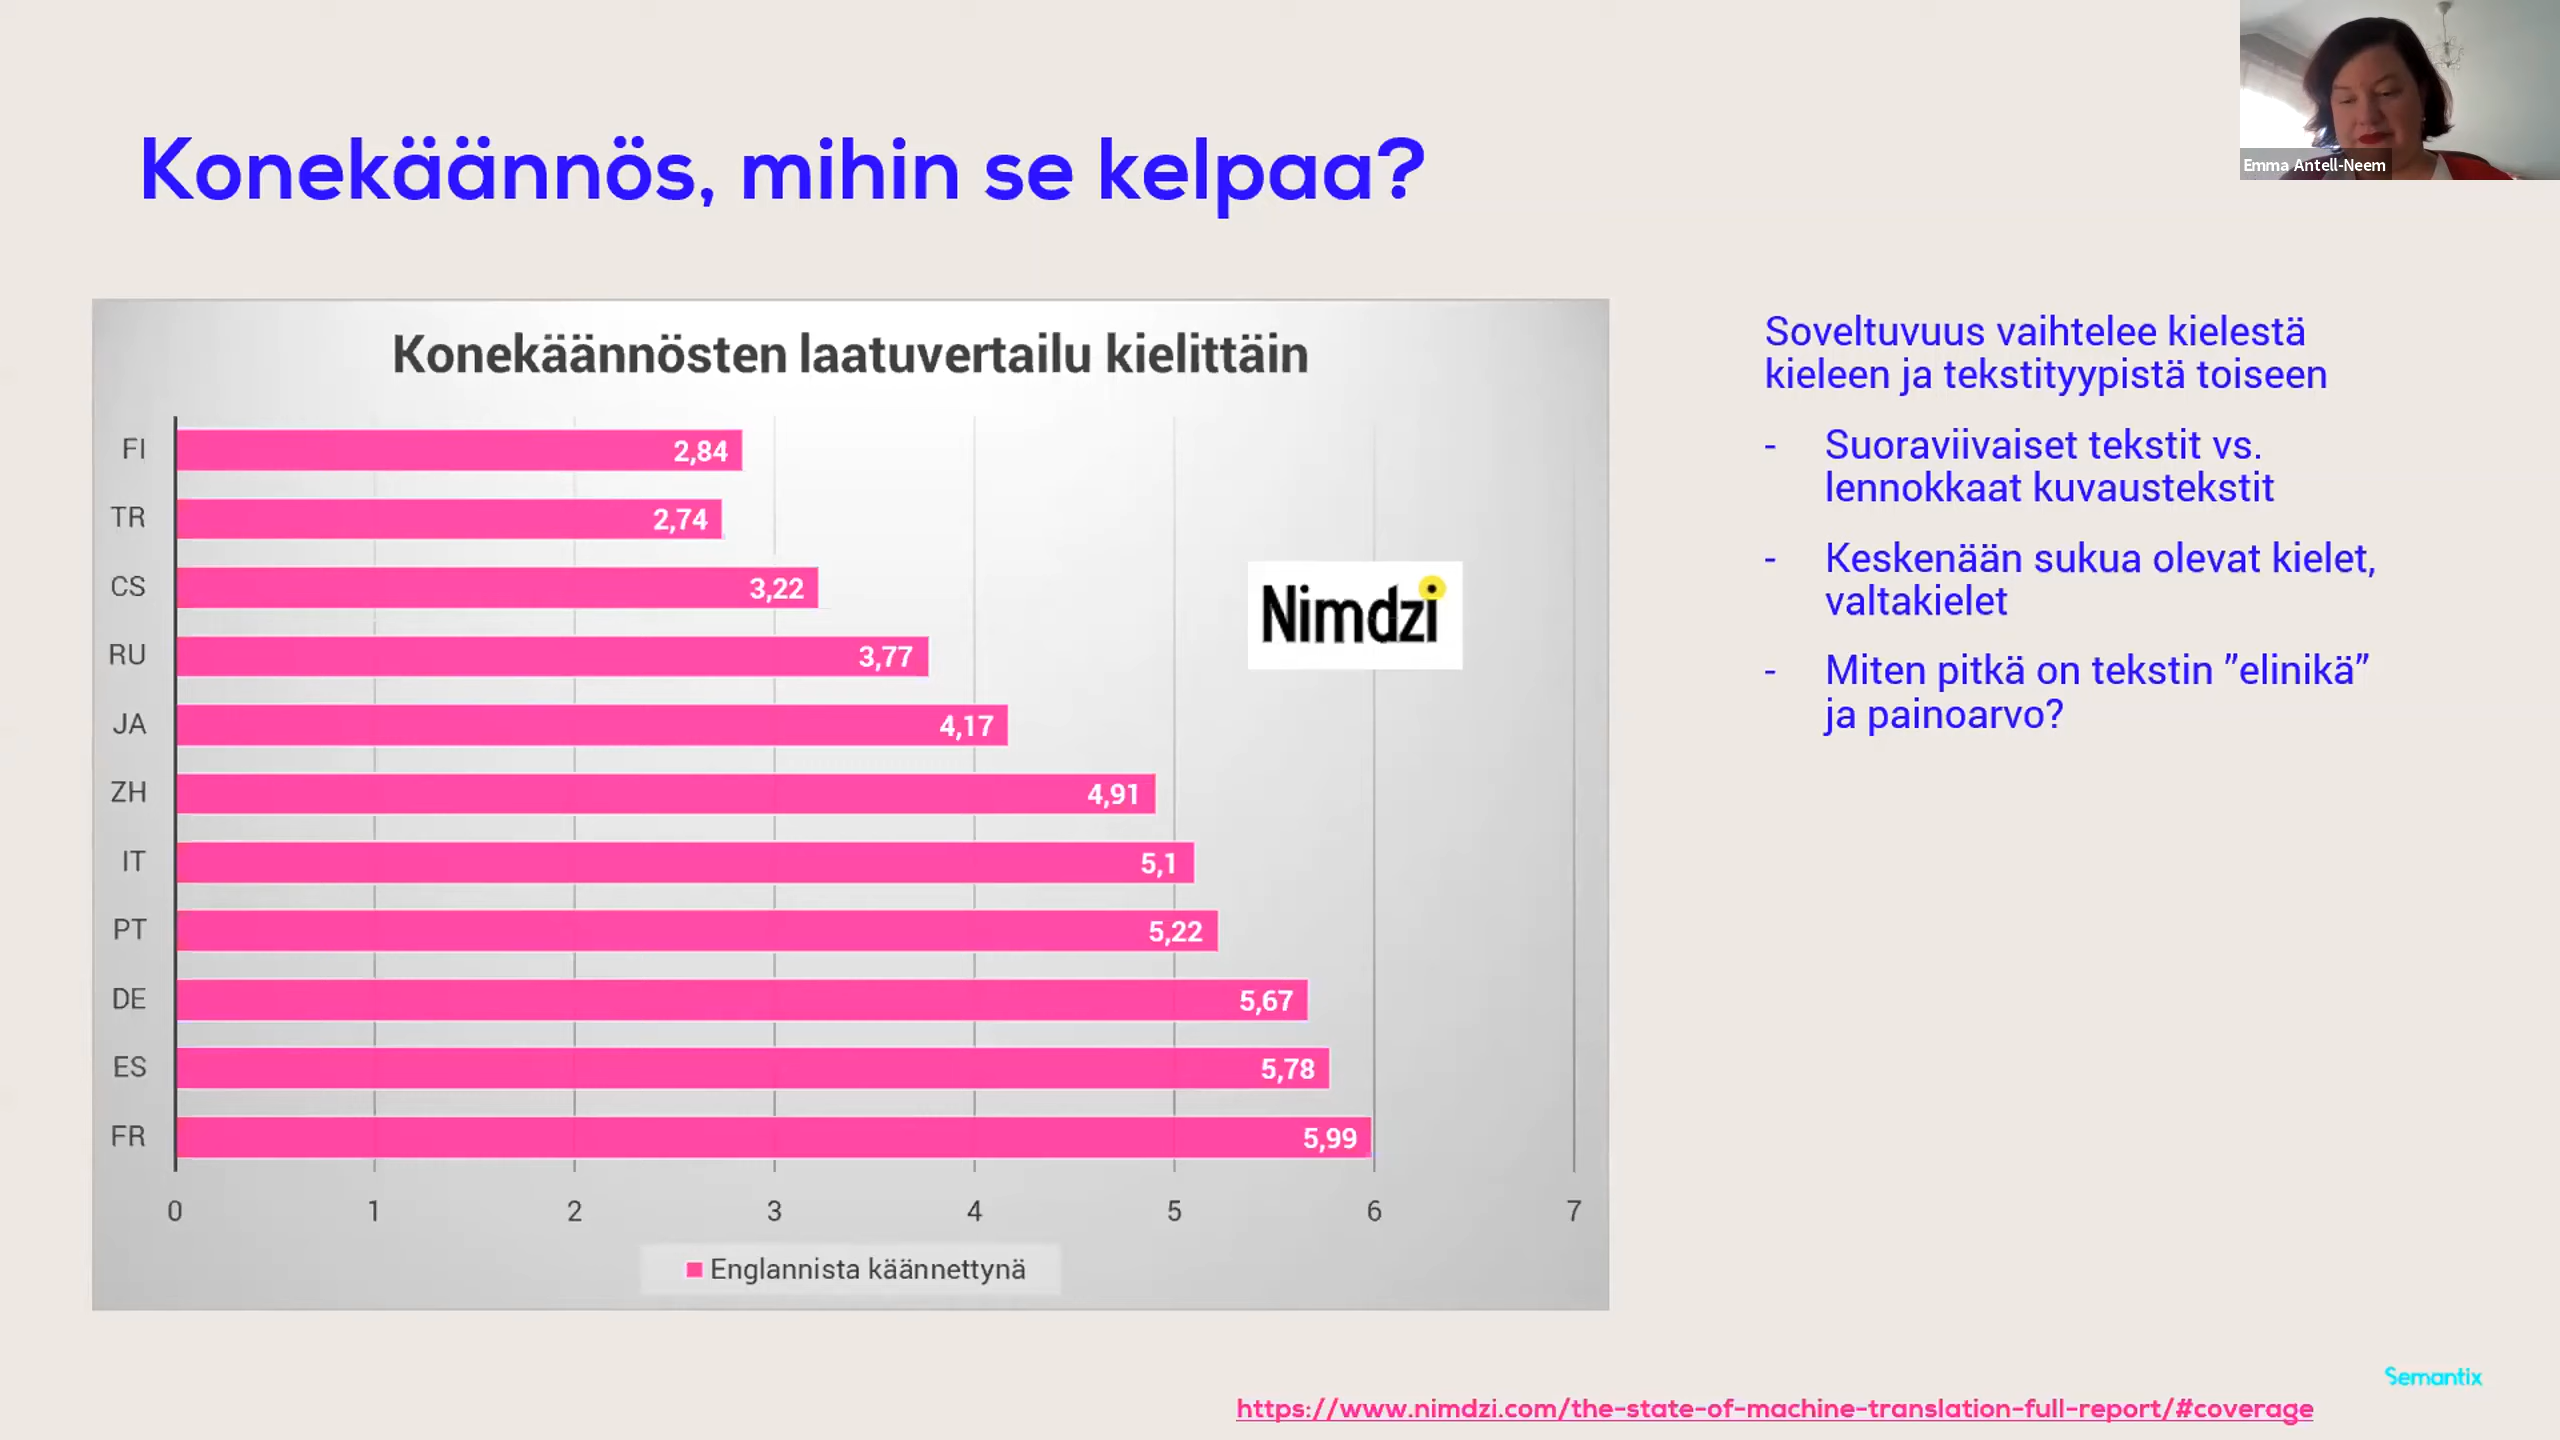 Emma Antell-Neem
Konekäännös, mihin se kelpaa?
Konekäännösten laatuvertailu kielittäin
FI 2,84
TR 2,74
CS 3,22
RU 3,77
JA 4,17
ZH 4,91
IT 5,1
PT 5,22
DE 5,67
ES 5,78
FR 5,99
0 1 2 3 4 5 6 7
Englannista käännettynä
Nimdzi
Soveltuvuus vaihtelee kielestä
kieleen ja tekstityypistä toiseen
- Suoraviivaiset tekstit vs.
lennokkaat kuvaustekstit
- Keskenään sukua olevat kielet,
valtakielet
- Miten pitkä on tekstin ”elinikä”
ja painoarvo?
Semantix
https://www.nimdzi.com/the-state-of-machine-translation-full-report/#coverage